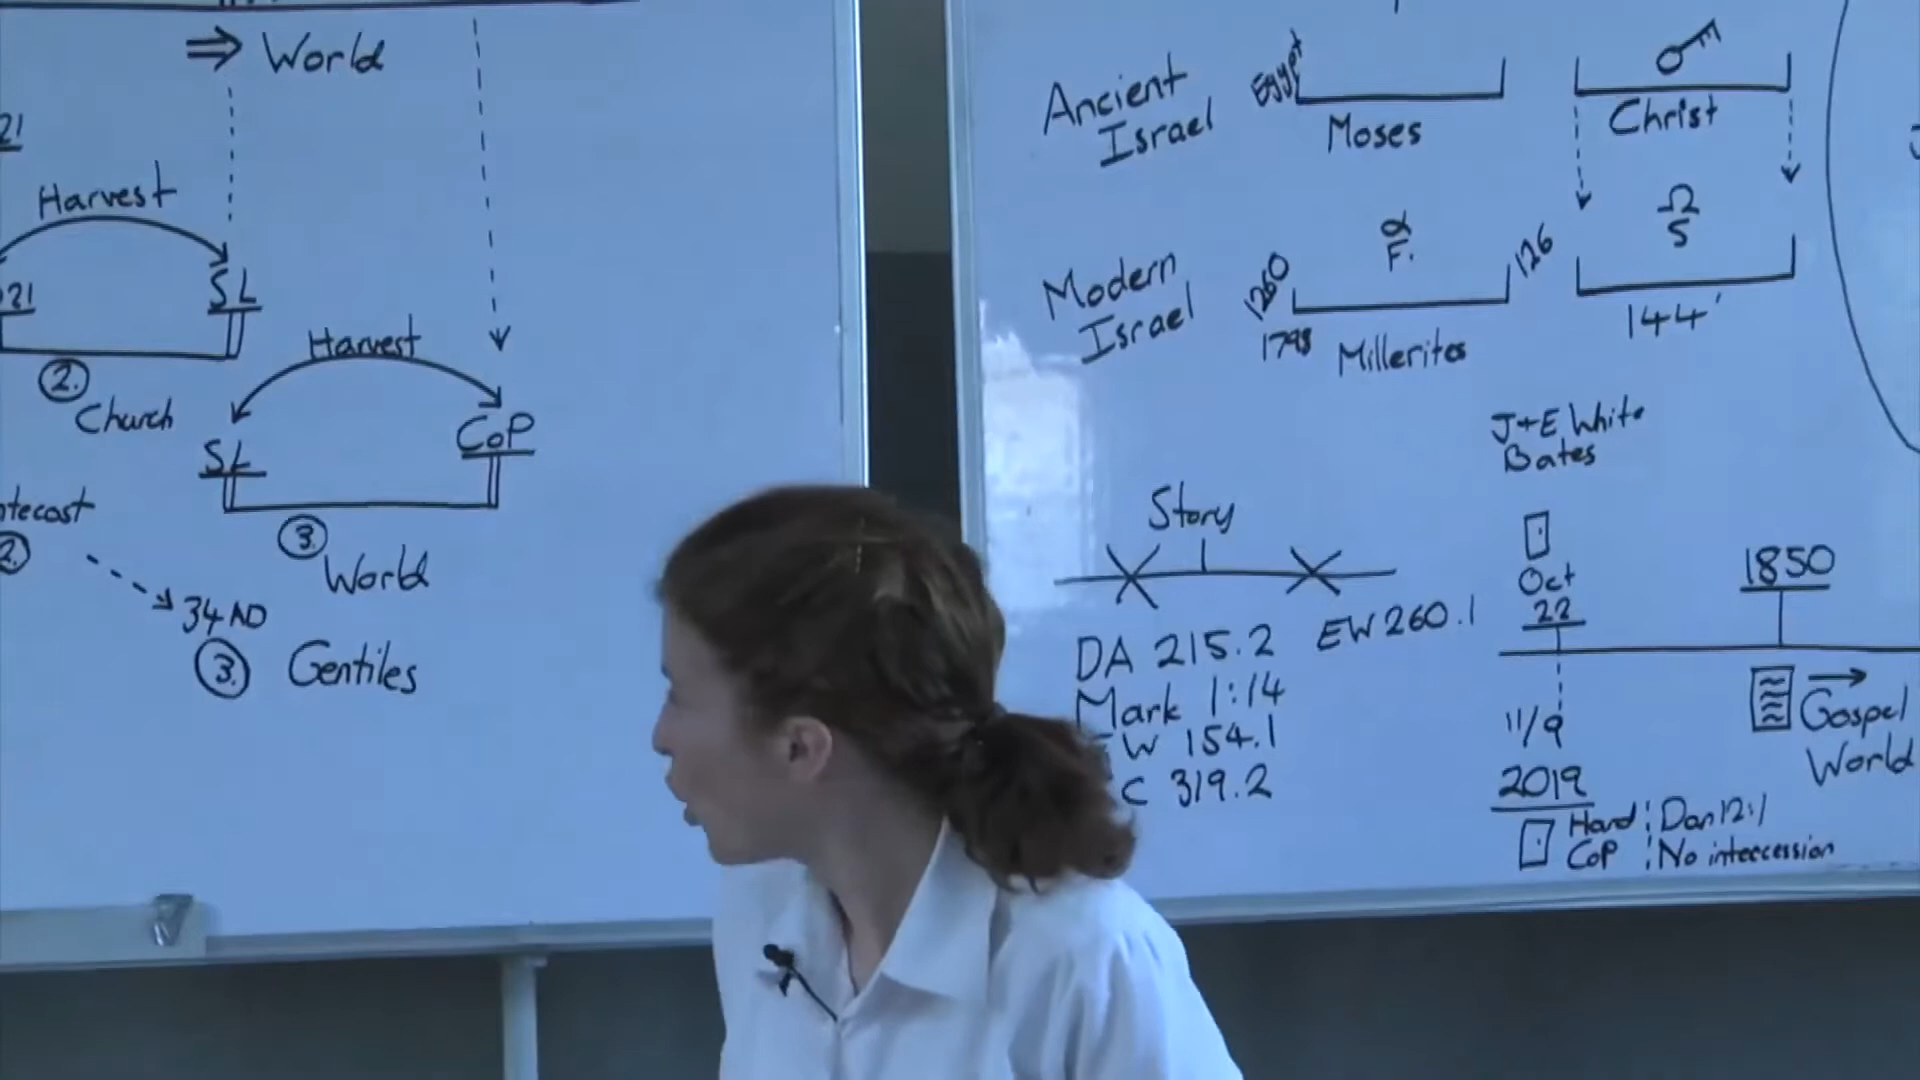 ⇒ World
21
Harvest
21
SL
②.
Church
Harvest
SL
CoP
③.
World
ntecost
②
34 AD
③.
Gentiles
Ancient
Israel
Egypt
Moses
Christ
Modern
Israel
1260
1798
α
F.
126
Millerites
Ω
S
144'
J+E White
Bates
Story
Oct
22
1850
DA 215.2 EW 260.1
Mark 1:14
W 154.1
C 319.2
11/9
2019
Gospel
World
Hard ¦ Dan 12:1
CoP ¦ No intercession